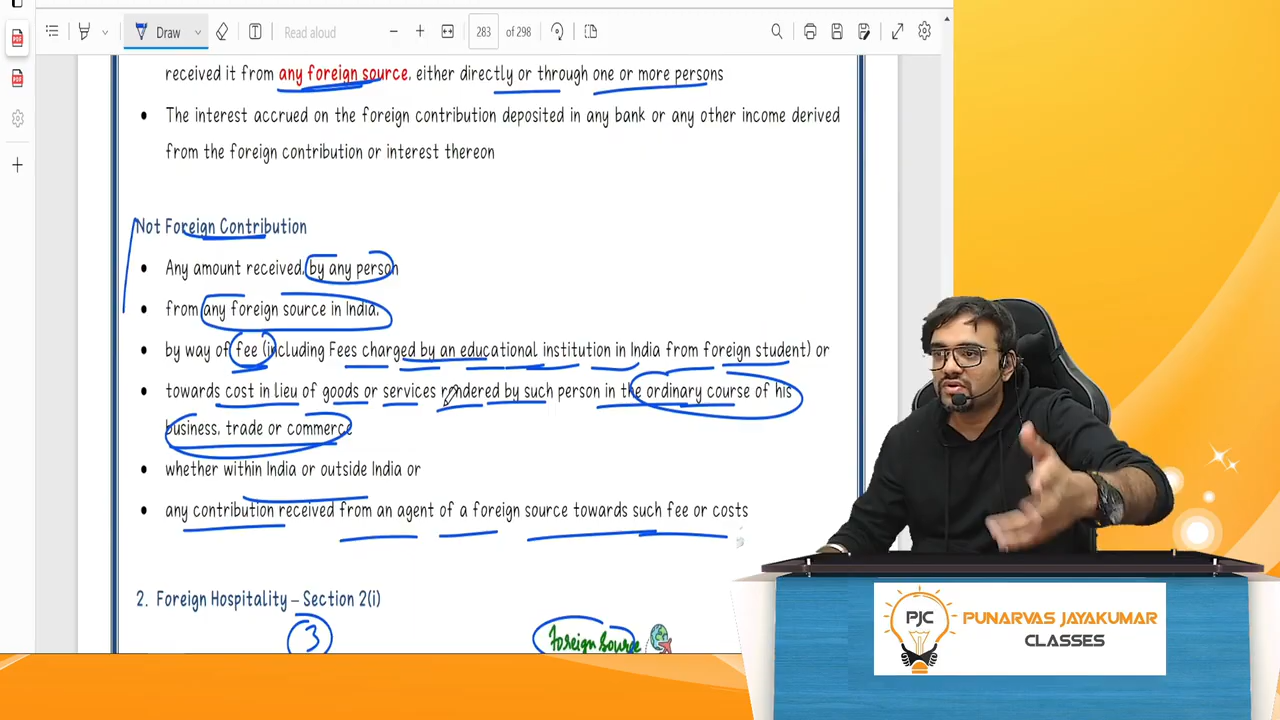 Draw
Read aloud
283 of 298
received it from any foreign source, either directly or through one or more persons
The interest accrued on the foreign contribution deposited in any bank or any other income derived
from the foreign contribution or interest thereon
Not Foreign Contribution
Any amount received, by any person
from any foreign source in India,
by way of fee (including Fees charged by an educational institution in India from foreign student) or
towards cost in lieu of goods or services rendered by such person in the ordinary course of his
business, trade or commerce
whether within India or outside India or
any contribution received from an agent of a foreign source towards such fee or costs
2. Foreign Hospitality – Section 2(i)
3
Foreign Source
PJC
PUNARVAS JAYAKUMAR
CLASSES